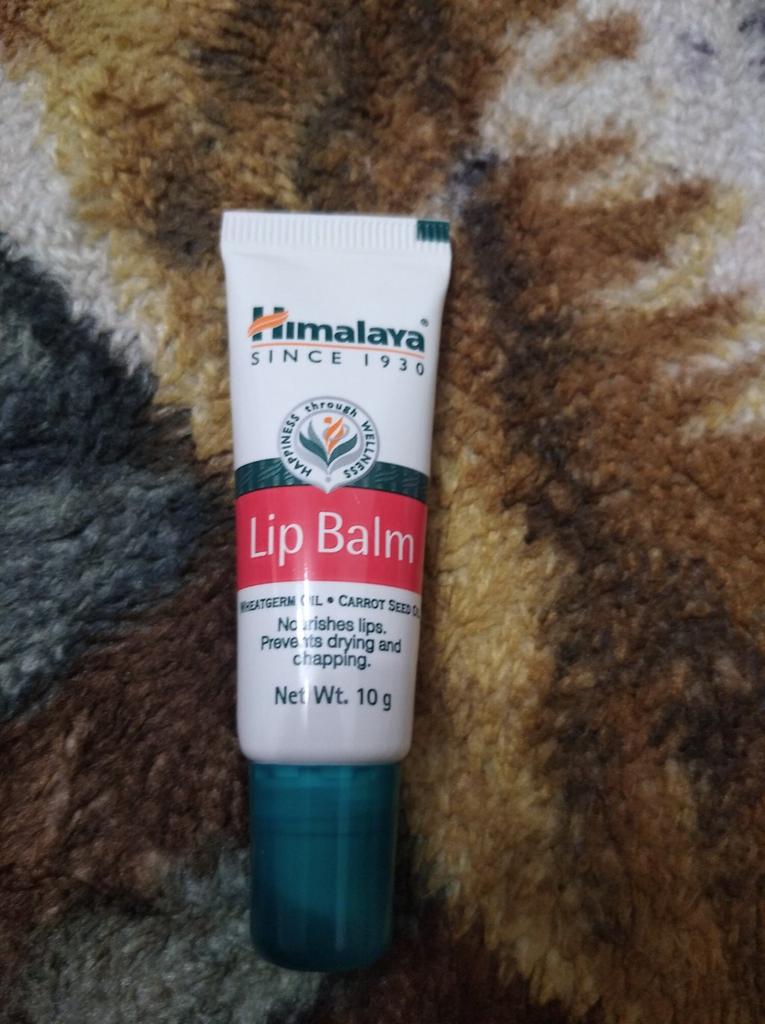 Himalaya®
SINCE 1930
HAPPINESS through WELLNESS
Lip Balm
WHEATGERM OIL • CARROT SEED
Nourishes lips.
Prevents drying and
chapping.
Net Wt. 10 g